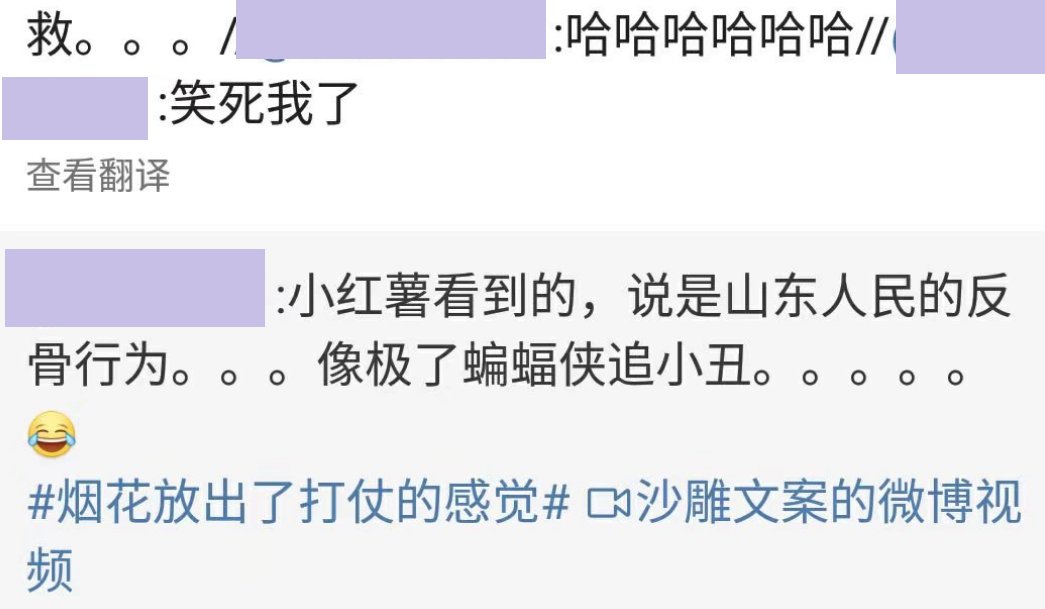 救。。。//:哈哈哈哈哈哈//
:笑死我了
查看翻译
:小红薯看到的，说是山东人民的反
骨行为。。。像极了蝙蝠侠追小丑。。。。。
😂
#烟花放出了打仗的感觉# 沙雕文案的微博视
频